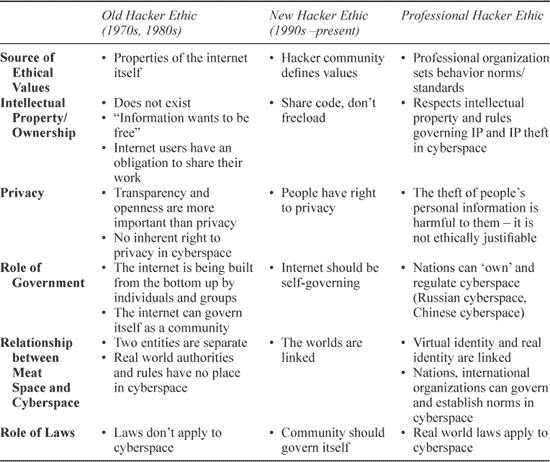 Old Hacker Ethic
(1970s, 1980s)
New Hacker Ethic
(1990s –present)
Professional Hacker Ethic
Source of
Ethical
Values
• Properties of the internet
itself
• Hacker community
defines values
• Professional organization
sets behavior norms/
standards
Intellectual
Property/
Ownership
• Does not exist
• “Information wants to be
free”
• Internet users have an
obligation to share their
work
• Share code, don’t
freeload
• Respects intellectual
property and rules
governing IP and IP theft
in cyberspace
Privacy
• Transparency and
openness are more
important than privacy
• No inherent right to
privacy in cyberspace
• People have right
to privacy
• The theft of people’s
personal information is
harmful to them – it is
not ethically justifiable
Role of
Government
• The internet is being built
from the bottom up by
individuals and groups
• The internet can govern
itself as a community
• Internet should be
self-governing
• Nations can ‘own’ and
regulate cyberspace
(Russian cyberspace,
Chinese cyberspace)
Relationship
between
Meat
Space and
Cyberspace
• Two entities are separate
• Real world authorities
and rules have no place
in cyberspace
• The worlds are
linked
• Virtual identity and real
identity are linked
• Nations, international
organizations can govern
and establish norms in
cyberspace
Role of Laws
• Laws don’t apply to
cyberspace
• Community should
govern itself
• Real world laws apply to
cyberspace